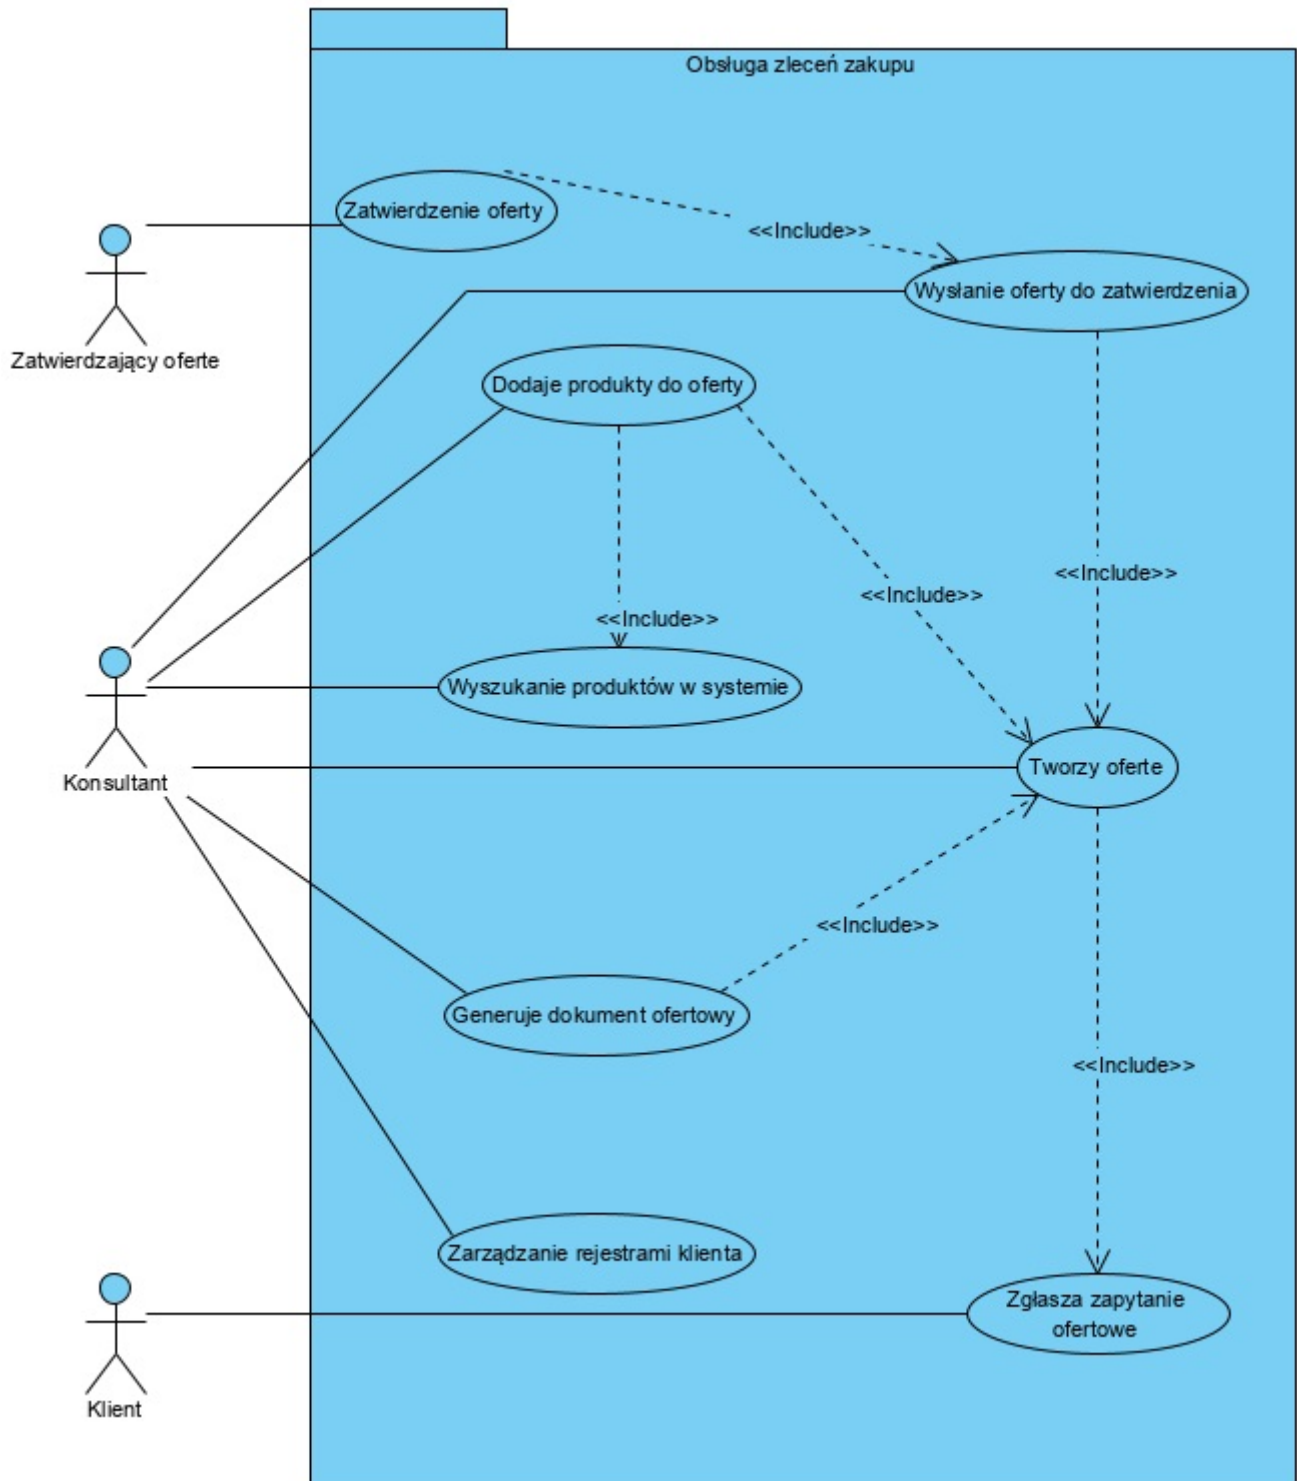 Obsługa zleceń zakupu
Zatwierdzenie oferty
<<Include>>
Wysłanie oferty do zatwierdzenia
Zatwierdzający oferte
Dodaje produkty do oferty
<<Include>>
<<Include>>
<<Include>>
Wyszukanie produktów w systemie
Konsultant
Tworzy oferte
<<Include>>
Generuje dokument ofertowy
<<Include>>
Zarządzanie rejestrami klienta
Zgłasza zapytanie
ofertowe
Klient